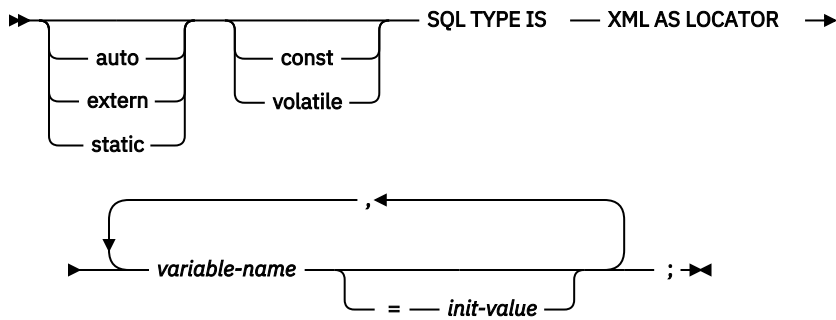 SQL TYPE IS XML AS LOCATOR
auto const
extern volatile
static
,
variable-name ;
= init-value